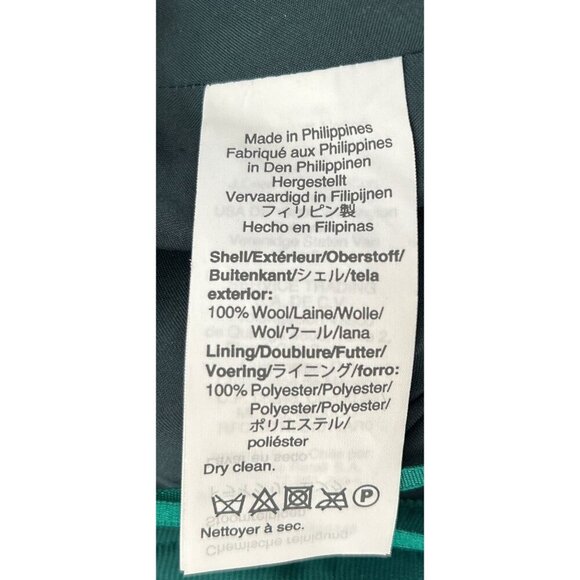 Made in Philippines
Fabriqué aux Philippines
in Den Philippinen
Hergestellt
Vervaardigd in Filipijnen
フィリピン製
Hecho en Filipinas
Shell/Extérieur/Oberstoff/
Buitenkant/シェル/tela
exterior:
100% Wool/Laine/Wolle/
Wol/ウール/lana
Lining/Doublure/Futter/
Voering/ライニング/forro:
100% Polyester/Polyester/
Polyester/Polyester/
ポリエステル/
poliéster
Dry clean.
P
Nettoyer à sec.